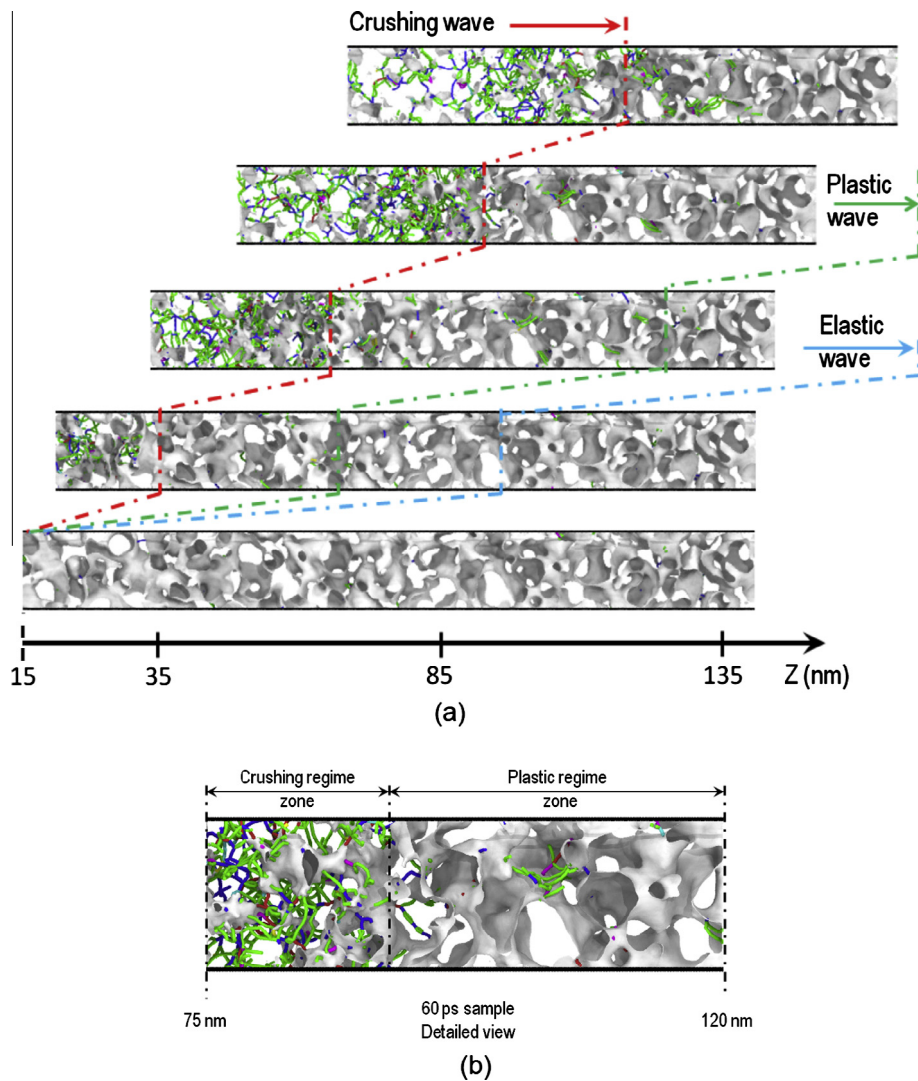 Crushing wave
Plastic
wave
Elastic
wave
15
35
85
135
Z (nm)
(a)
Crushing regime
zone
Plastic regime
zone
75 nm
60 ps sample
Detailed view
120 nm
(b)